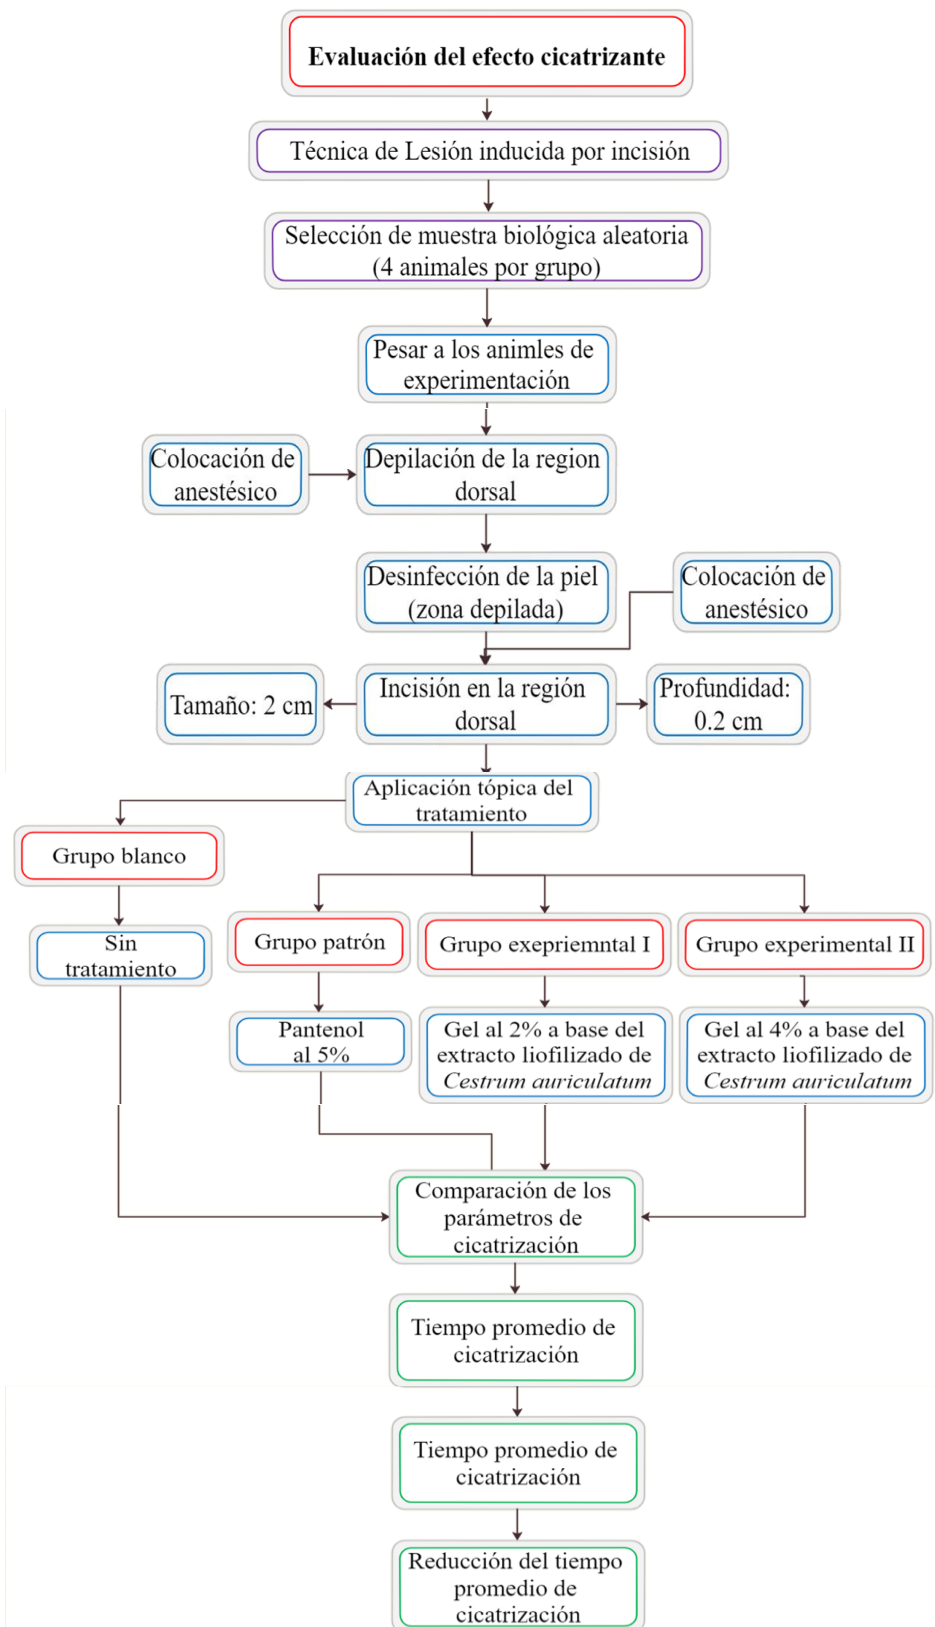 Evaluación del efecto cicatrizante
Técnica de Lesión inducida por incisión
Selección de muestra biológica aleatoria
(4 animales por grupo)
Pesar a los animles de
experimentación
Colocación de
anestésico
Depilación de la region
dorsal
Desinfección de la piel
(zona depilada)
Colocación de
anestésico
Tamaño: 2 cm
Incisión en la región
dorsal
Profundidad:
0.2 cm
Aplicación tópica del
tratamiento
Grupo blanco
Sin
tratamiento
Grupo patrón
Grupo exepriemntal I
Grupo experimental II
Pantenol
al 5%
Gel al 2% a base del
extracto liofilizado de
Cestrum auriculatum
Gel al 4% a base del
extracto liofilizado de
Cestrum auriculatum
Comparación de los
parámetros de
cicatrización
Tiempo promedio de
cicatrización
Tiempo promedio de
cicatrización
Reducción del tiempo
promedio de
cicatrización